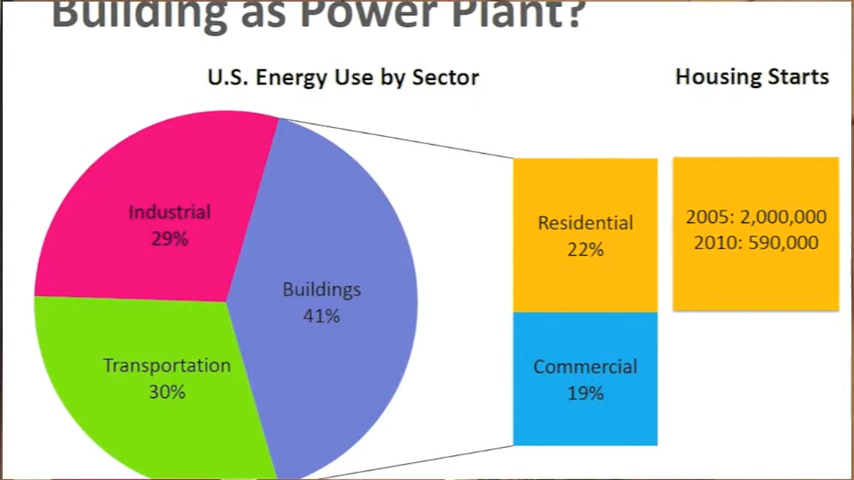 Building as Power Plant?
U.S. Energy Use by Sector
Housing Starts
Industrial
29%
Buildings
41%
Transportation
30%
Residential
22%
Commercial
19%
2005: 2,000,000
2010: 590,000